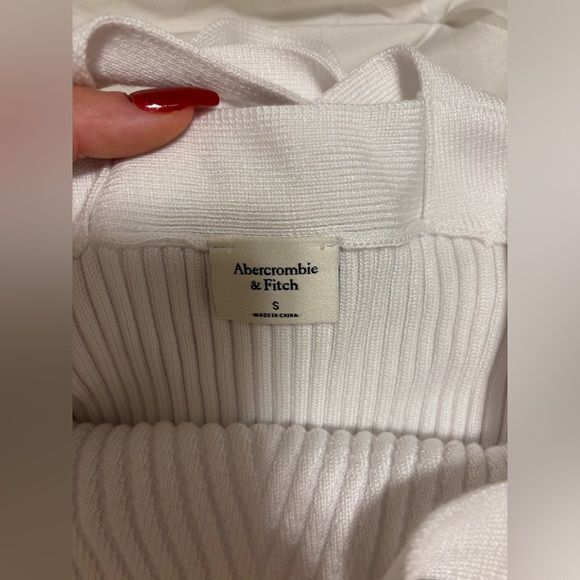 Abercrombie
& Fitch
S
MADE IN CHINA